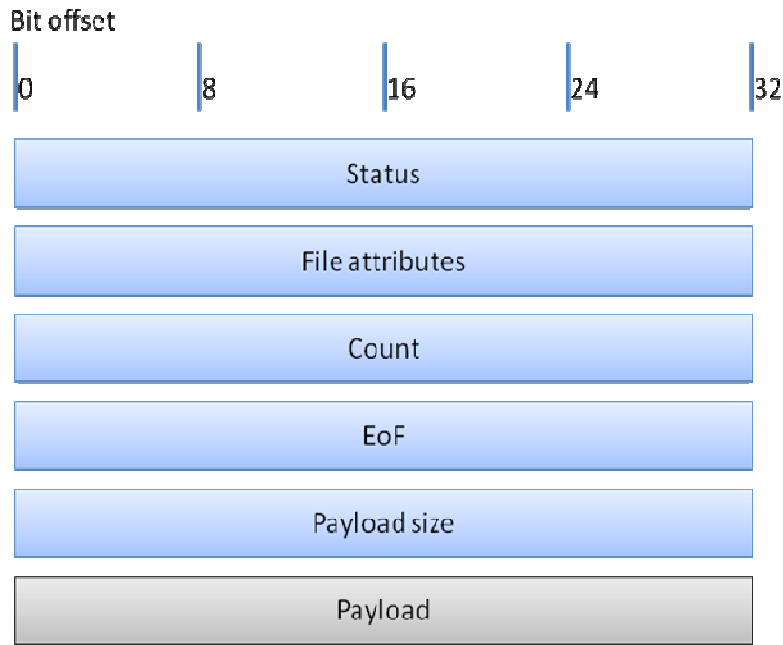 Bit offset
0 8 16 24 32
Status
File attributes
Count
EoF
Payload size
Payload